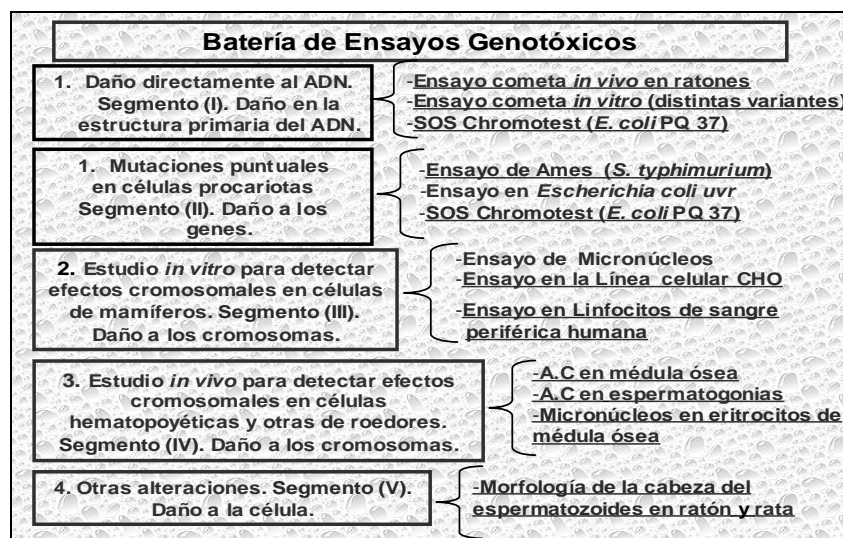 Batería de Ensayos Genotóxicos
1. Daño directamente al ADN.
Segmento (I). Daño en la
estructura primaria del ADN.
-Ensayo cometa in vivo en ratones
-Ensayo cometa in vitro (distintas variantes)
-SOS Chromotest (E. coli PQ 37)
1. Mutaciones puntuales
en células procariotas
Segmento (II). Daño a los
genes.
-Ensayo de Ames (S. typhimurium)
-Ensayo en Escherichia coli uvr
-SOS Chromotest (E. coli PQ 37)
2. Estudio in vitro para detectar
efectos cromosomales en células
de mamíferos. Segmento (III).
Daño a los cromosomas.
-Ensayo de Micronúcleos
-Ensayo en la Línea celular CHO
-Ensayo en Linfocitos de sangre
periférica humana
3. Estudio in vivo para detectar efectos
cromosomales en células
hematopoyéticas y otras de roedores.
Segmento (IV). Daño a los cromosomas.
-A.C en médula ósea
-A.C en espermatogonias
-Micronúcleos en eritrocitos de
médula ósea
4. Otras alteraciones. Segmento (V).
Daño a la célula.
-Morfología de la cabeza del
espermatozoides en ratón y rata